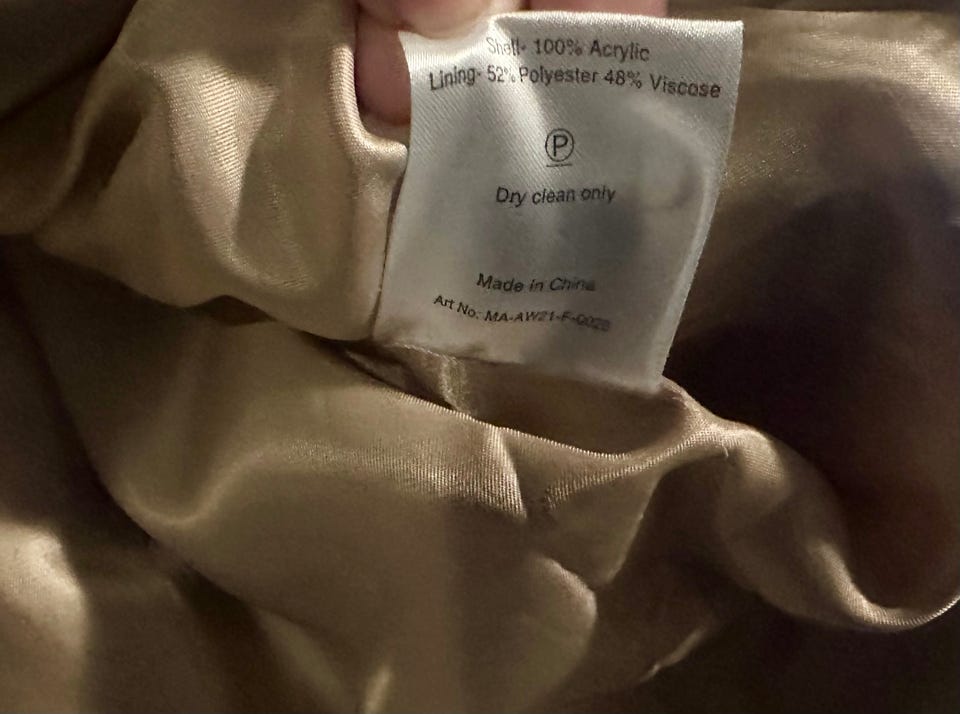 Shell- 100% Acrylic
Lining- 52% Polyester 48% Viscose
P
Dry clean only
Made in China
Art No.: MA-AW21-F-0028